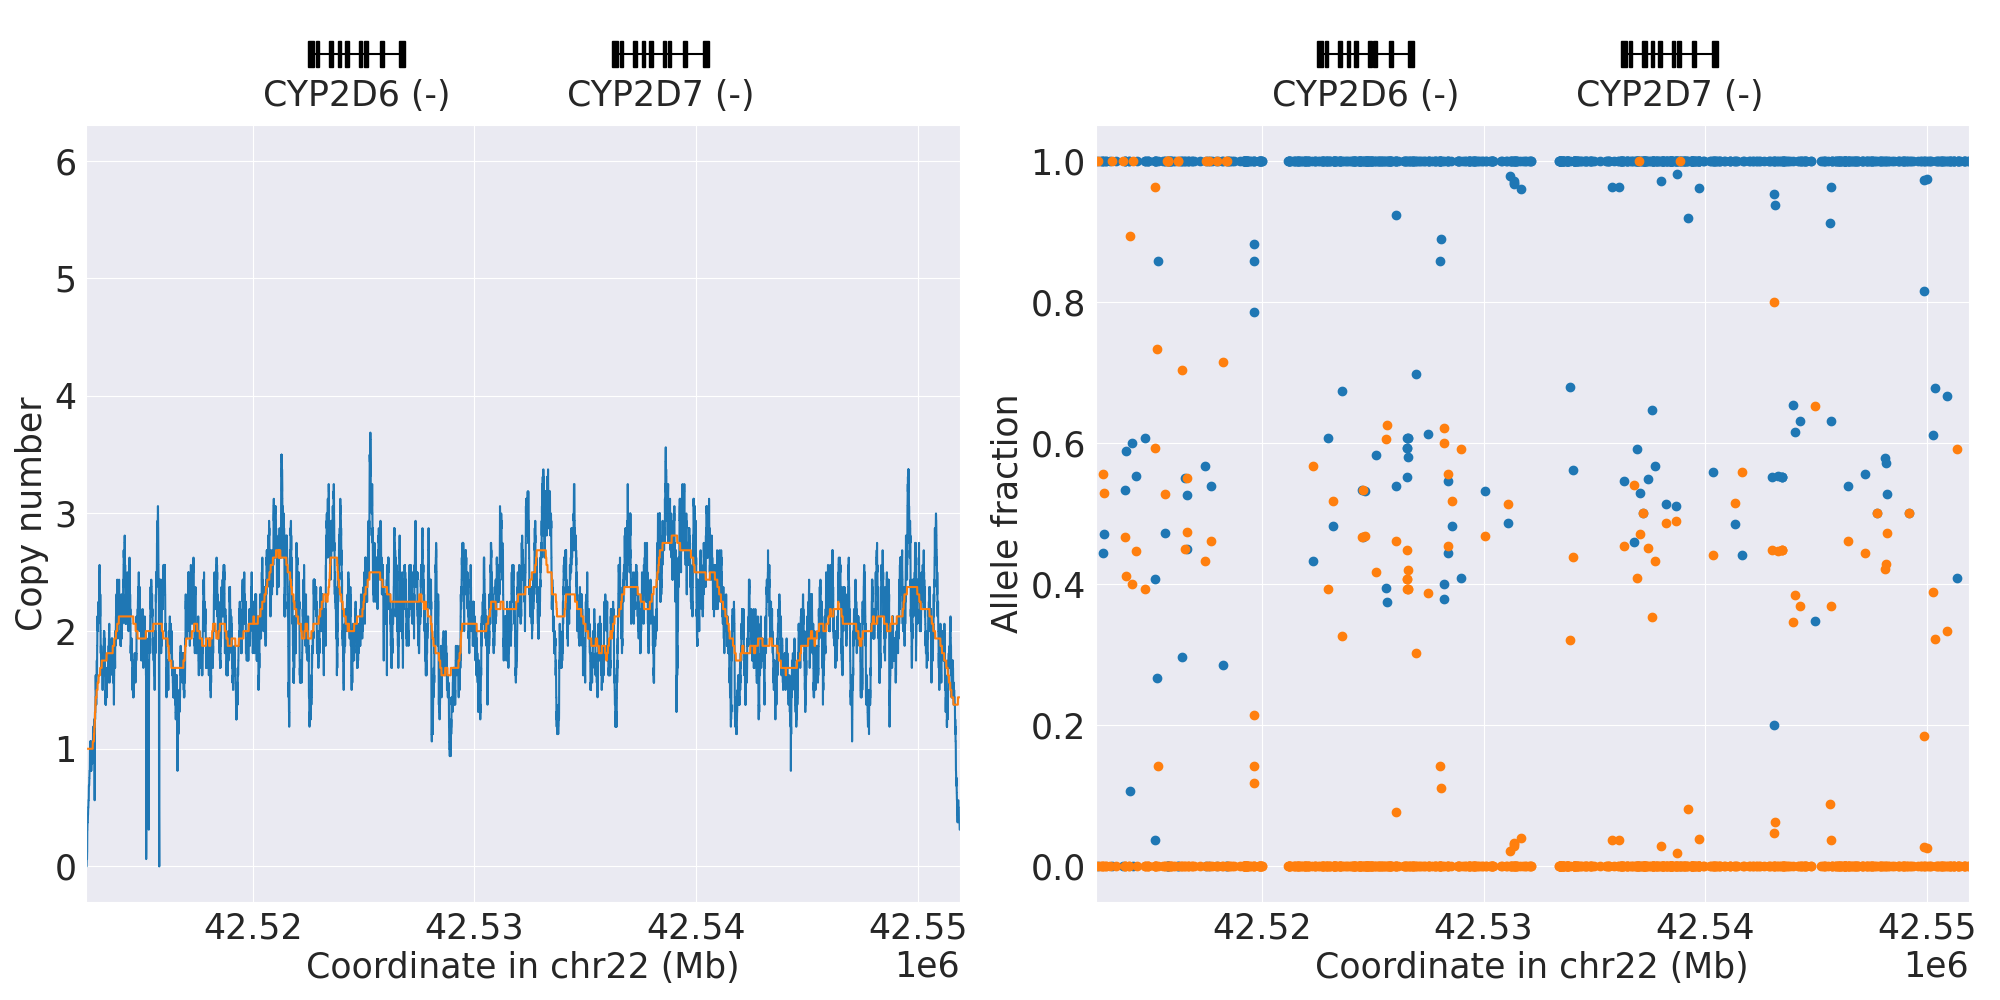 CYP2D6 (-) CYP2D7 (-)
6
5
4
3
2
1
0
Copy number
42.52 42.53 42.54 42.55
Coordinate in chr22 (Mb) 1e6
CYP2D6 (-) CYP2D7 (-)
1.0
0.8
0.6
0.4
0.2
0.0
Allele fraction
42.52 42.53 42.54 42.55
Coordinate in chr22 (Mb) 1e6